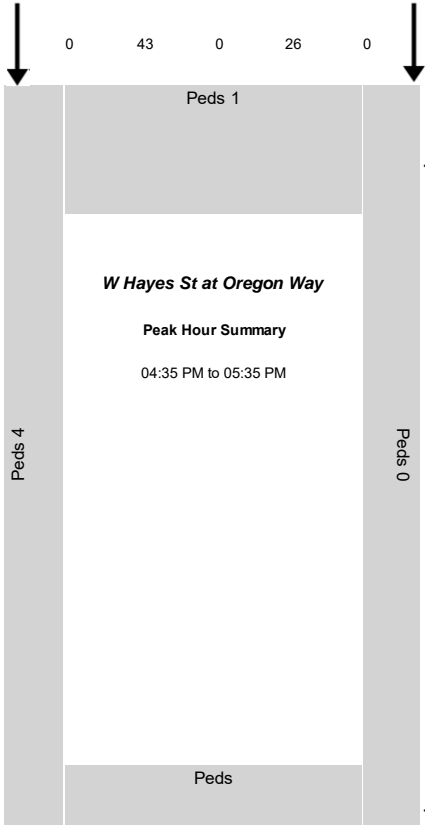 0 43 0 26 0
Peds 1
W Hayes St at Oregon Way
Peak Hour Summary
04:35 PM to 05:35 PM
Peds 4
Peds 0
Peds